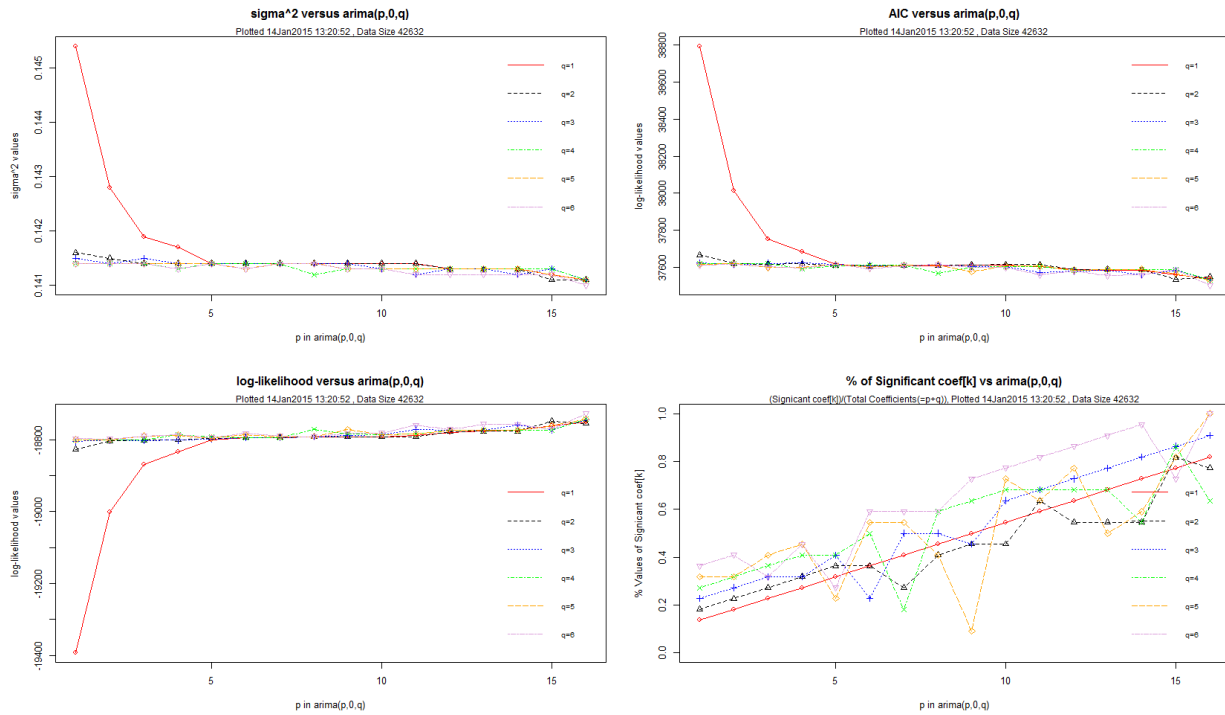 sigma^2 versus arima(p,0,q)
Plotted 14Jan2015 13:20:52 , Data Size 42632
sigma^2 values
0.145
0.144
0.143
0.142
0.141
5
10
15
p in arima(p,0,q)
q=1
q=2
q=3
q=4
q=5
q=6
AIC versus arima(p,0,q)
Plotted 14Jan2015 13:20:52 , Data Size 42632
log-likelihood values
38800
38600
38400
38200
38000
37800
37600
5
10
15
p in arima(p,0,q)
q=1
q=2
q=3
q=4
q=5
q=6
log-likelihood versus arima(p,0,q)
Plotted 14Jan2015 13:20:52 , Data Size 42632
log-likelihood values
-18800
-19000
-19200
-19400
5
10
15
p in arima(p,0,q)
q=1
q=2
q=3
q=4
q=5
q=6
% of Significant coef[k] vs arima(p,0,q)
(Signicant coef[k])/(Total Coefficients(=p+q)), Plotted 14Jan2015 13:20:52 , Data Size 42632
% Values of Signicant coef[k]
1.0
0.8
0.6
0.4
0.2
0.0
5
10
15
p in arima(p,0,q)
q=1
q=2
q=3
q=4
q=5
q=6